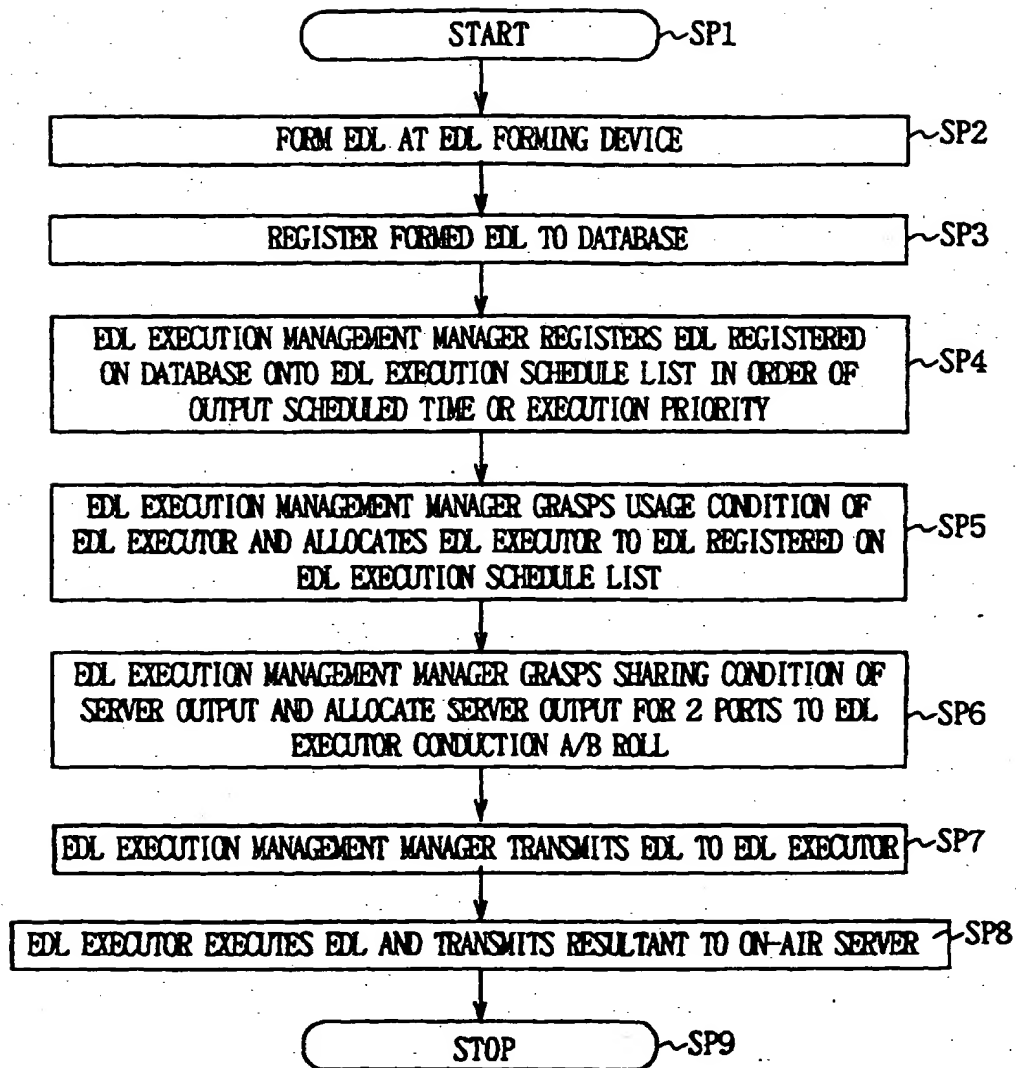 START
SP1
FORM EDL AT EDL FORMING DEVICE
SP2
REGISTER FORMED EDL TO DATABASE
SP3
EDL EXECUTION MANAGEMENT MANAGER REGISTERS EDL REGISTERED
ON DATABASE ONTO EDL EXECUTION SCHEDULE LIST IN ORDER OF
OUTPUT SCHEDULED TIME OR EXECUTION PRIORITY
SP4
EDL EXECUTION MANAGEMENT MANAGER GRASPS USAGE CONDITION OF
EDL EXECUTOR AND ALLOCATES EDL EXECUTOR TO EDL REGISTERED ON
EDL EXECUTION SCHEDULE LIST
SP5
EDL EXECUTION MANAGEMENT MANAGER GRASPS SHARING CONDITION OF
SERVER OUTPUT AND ALLOCATE SERVER OUTPUT FOR 2 PORTS TO EDL
EXECUTOR CONDUCTION A/B ROLL
SP6
EDL EXECUTION MANAGEMENT MANAGER TRANSMITS EDL TO EDL EXECUTOR
SP7
EDL EXECUTOR EXECUTES EDL AND TRANSMITS RESULTANT TO ON-AIR SERVER
SP8
STOP
SP9